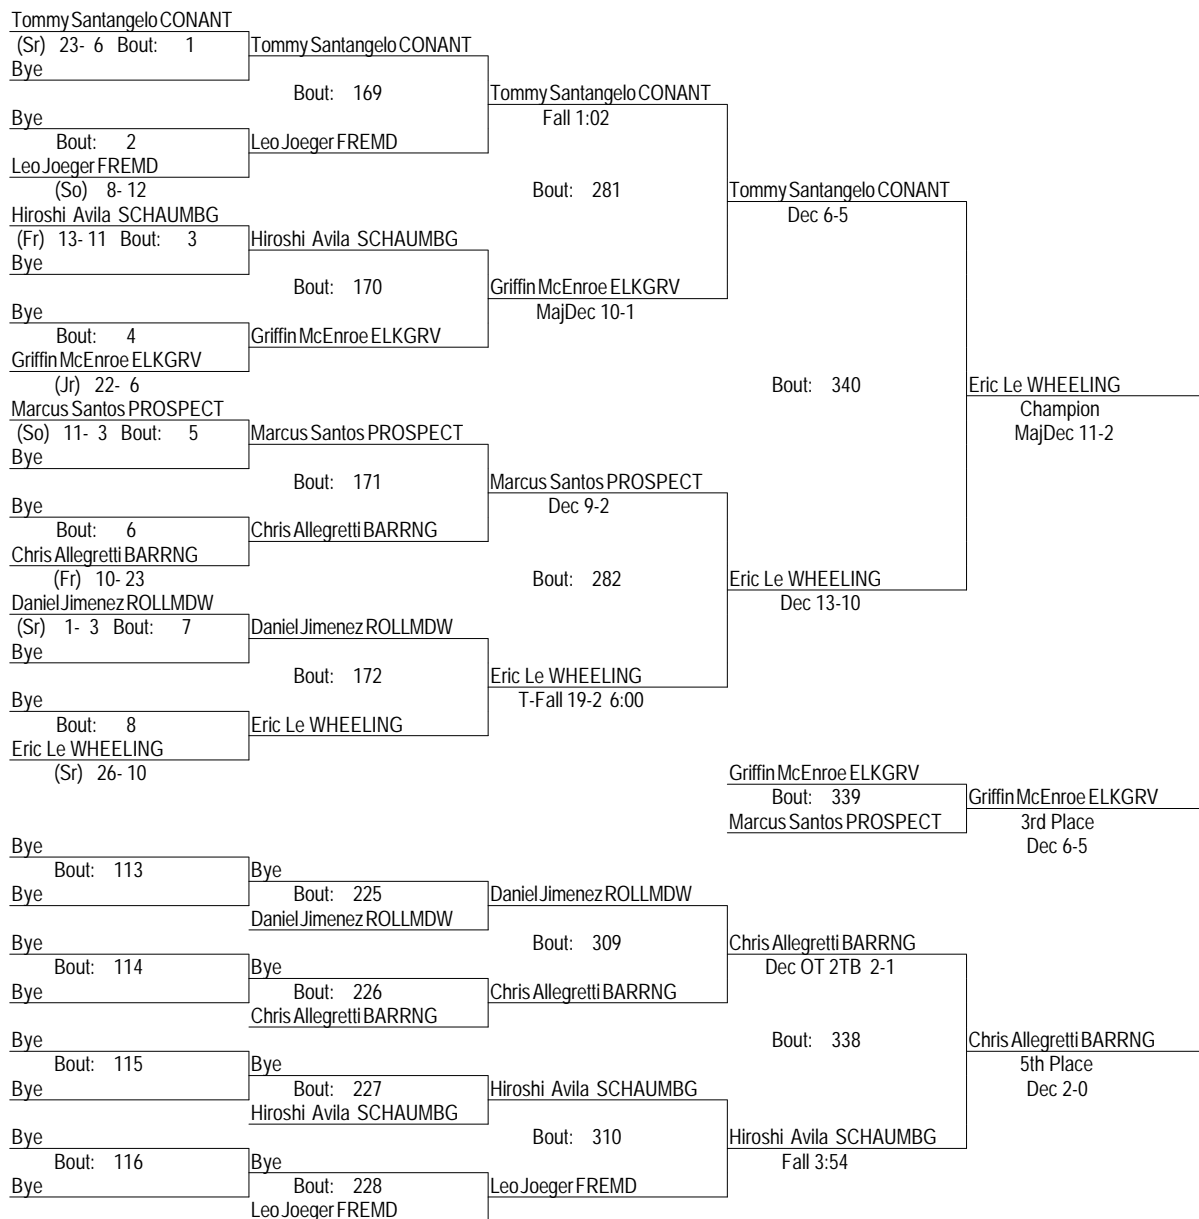 Tommy Santangelo CONANT
(Sr) 23- 6 Bout: 1
Bye
Bye
Bout: 2
Leo Joeger FREMD
(So) 8- 12
Hiroshi Avila SCHAUMBG
(Fr) 13- 11 Bout: 3
Bye
Bye
Bout: 4
Griffin McEnroe ELKGRV
(Jr) 22- 6
Marcus Santos PROSPECT
(So) 11- 3 Bout: 5
Bye
Bye
Bout: 6
Chris Allegretti BARRNG
(Fr) 10- 23
Daniel Jimenez ROLLMDW
(Sr) 1- 3 Bout: 7
Bye
Bye
Bout: 8
Eric Le WHEELING
(Sr) 26- 10
Tommy Santangelo CONANT
Bout: 169
Leo Joeger FREMD
Hiroshi Avila SCHAUMBG
Bout: 170
Griffin McEnroe ELKGRV
Marcus Santos PROSPECT
Bout: 171
Chris Allegretti BARRNG
Daniel Jimenez ROLLMDW
Bout: 172
Eric Le WHEELING
Tommy Santangelo CONANT
Fall 1:02
Bout: 281
Griffin McEnroe ELKGRV
MajDec 10-1
Marcus Santos PROSPECT
Dec 9-2
Bout: 282
Eric Le WHEELING
T-Fall 19-2 6:00
Tommy Santangelo CONANT
Dec 6-5
Bout: 340
Eric Le WHEELING
Dec 13-10
Eric Le WHEELING
Champion
MajDec 11-2
Griffin McEnroe ELKGRV
Bout: 339
Marcus Santos PROSPECT
Griffin McEnroe ELKGRV
3rd Place
Dec 6-5
Bye
Bout: 113
Bye
Bye
Bout: 114
Bye
Bye
Bout: 115
Bye
Bye
Bout: 116
Bye
Bye
Bout: 225
Daniel Jimenez ROLLMDW
Bye
Bout: 226
Chris Allegretti BARRNG
Bye
Bout: 227
Hiroshi Avila SCHAUMBG
Bye
Bout: 228
Leo Joeger FREMD
Daniel Jimenez ROLLMDW
Bout: 309
Chris Allegretti BARRNG
Hiroshi Avila SCHAUMBG
Bout: 310
Leo Joeger FREMD
Chris Allegretti BARRNG
Dec OT 2TB 2-1
Bout: 338
Hiroshi Avila SCHAUMBG
Fall 3:54
Chris Allegretti BARRNG
5th Place
Dec 2-0